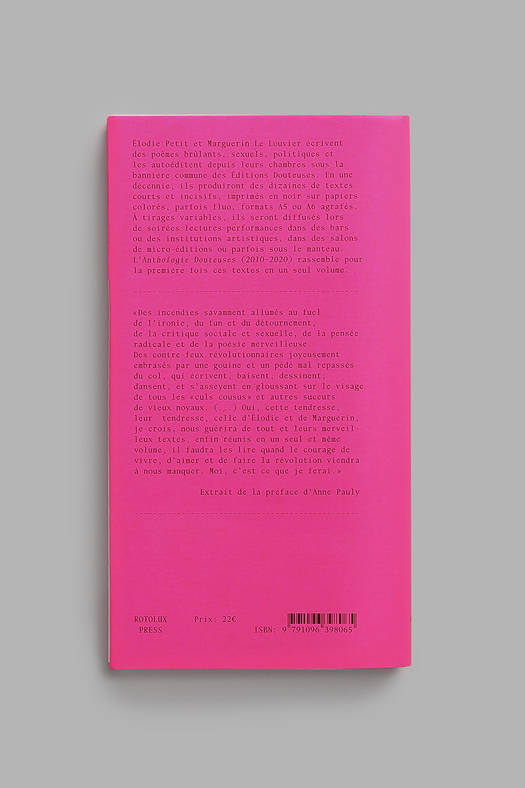 Élodie Petit et Marguerin Le Louvier écrivent
des poèmes brûlants, sexuels, politiques et
les autoéditent depuis leurs chambres sous la
bannière commune des Éditions Douteuses. En une
décennie, ils produiront des dizaines de textes
courts et incisifs, imprimés en noir sur papiers
colorés, parfois fluo, formats A5 ou A6 agrafés.
À tirages variables, ils seront diffusés lors
de soirées lectures-performances dans des bars
ou des institutions artistiques, dans des salons
de micro-éditions ou parfois sous le manteau.
L'Anthologie Douteuses (2010-2020) rassemble pour
la première fois ces textes en un seul volume.
«Des incendies savamment allumés au fuel
de l'ironie, du fun et du détournement,
de la critique sociale et sexuelle, de la pensée
radicale et de la poésie merveilleuse.
Des contre-feux révolutionnaires joyeusement
embrasés par une gouine et un pédé mal repassés
du col, qui écrivent, baisent, dessinent,
dansent, et s'asseyent en gloussant sur le visage
de tous les «culs cousus» et autres suceurs
de vieux noyaux. (...) Oui, cette tendresse,
leur tendresse, celle d'Élodie et de Marguerin,
je crois, nous guérira de tout et leurs merveil-
leux textes, enfin réunis en un seul et même
volume, il faudra les lire quand le courage de
vivre, d'aimer et de faire la révolution viendra
à nous manquer. Moi, c'est ce que je ferai.»
Extrait de la préface d'Anne Pauly
ROTOLUX Prix: 22€
PRESS ISBN: 9 791096 398065